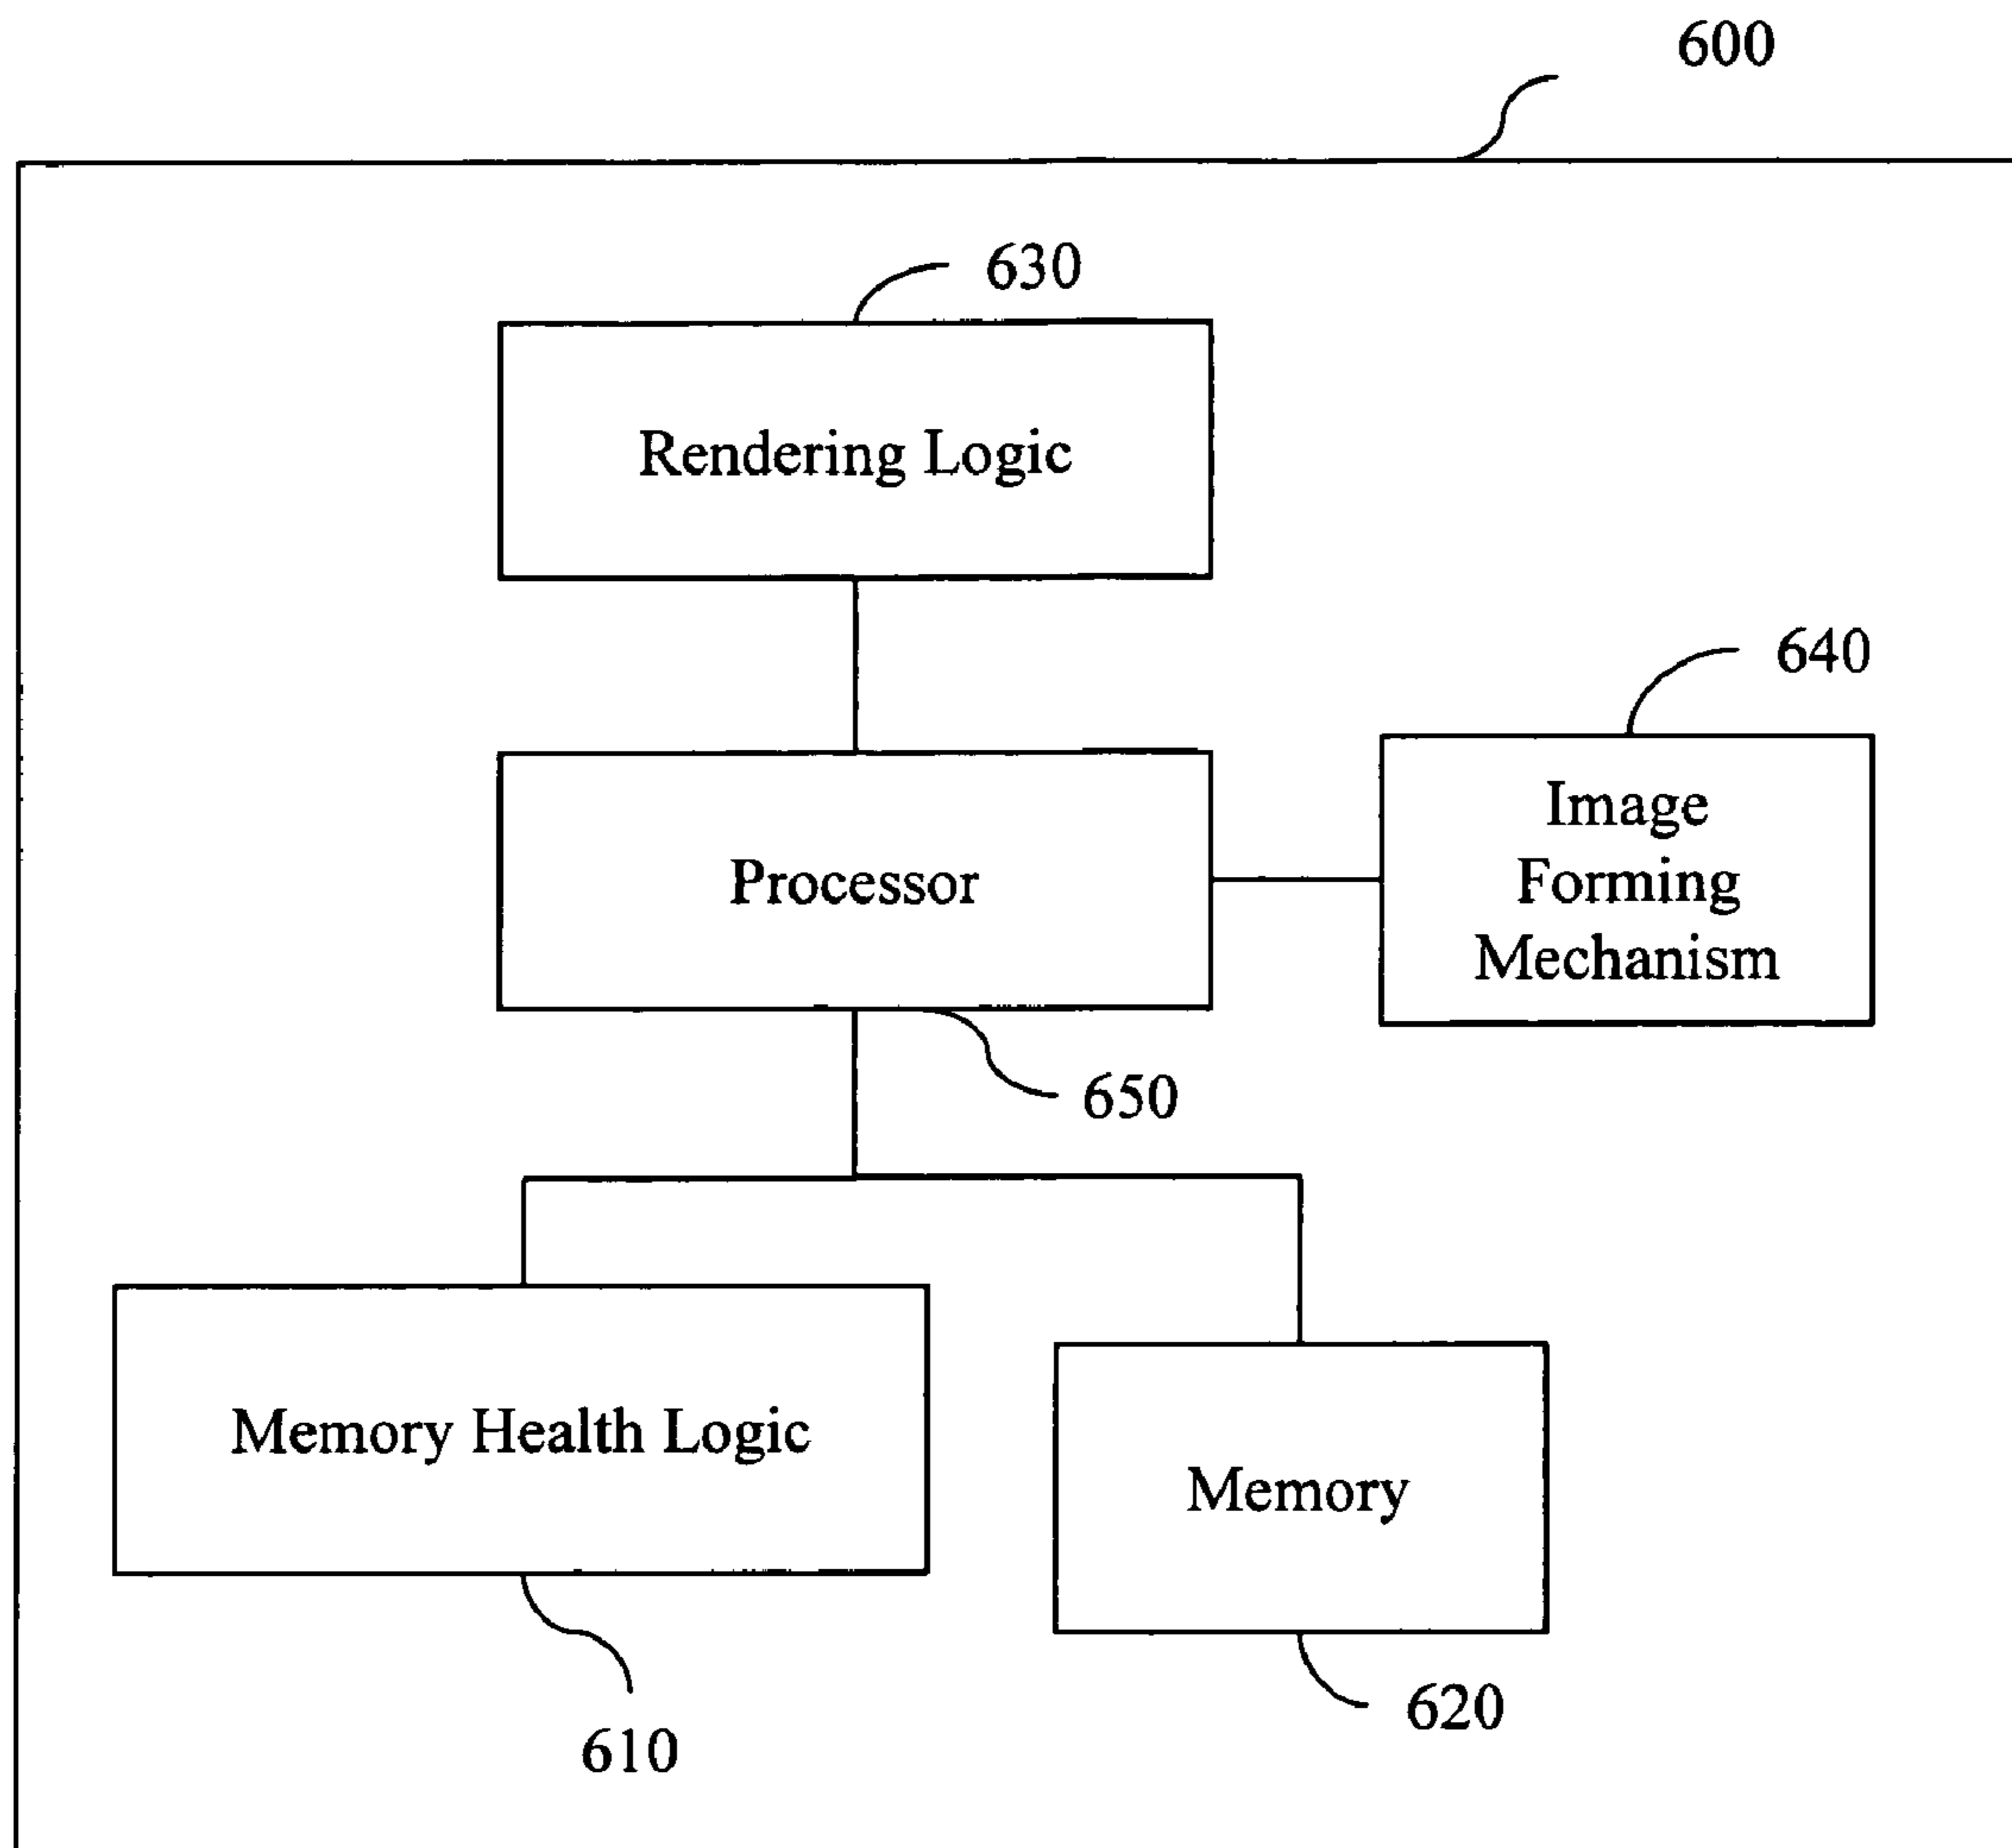 600
630
Rendering Logic
640
Image
Forming
Mechanism
Processor
650
Memory Health Logic
Memory
620
610